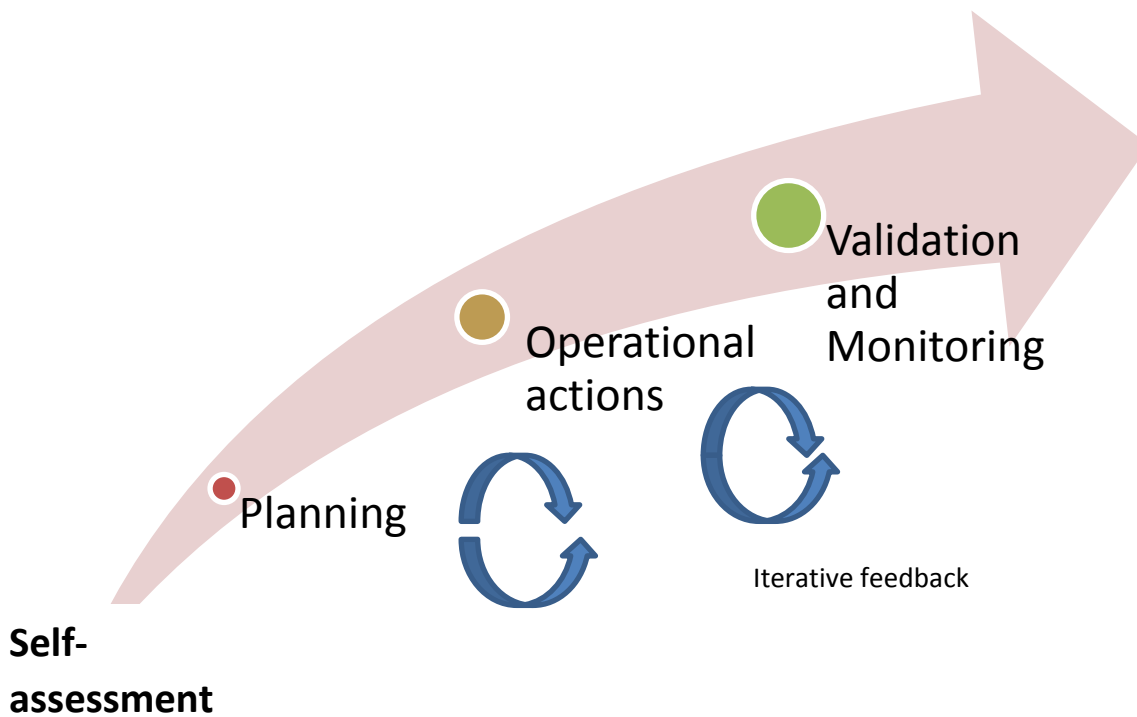 Validation
and
Monitoring
Operational
actions
Planning
Iterative feedback
Self-
assessment